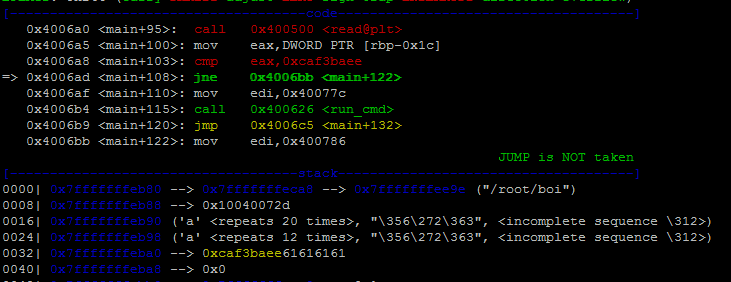 [-------------------------------------code-------------------------------------]
0x4006a0 <main+95>: call 0x400500 <read@plt>
0x4006a5 <main+100>: mov eax,DWORD PTR [rbp-0x1c]
0x4006a8 <main+103>: cmp eax,0xcaf3baee
=> 0x4006ad <main+108>: jne 0x4006bb <main+122>
0x4006af <main+110>: mov edi,0x40077c
0x4006b4 <main+115>: call 0x400626 <run_cmd>
0x4006b9 <main+120>: jmp 0x4006c5 <main+132>
0x4006bb <main+122>: mov edi,0x400786
JUMP is NOT taken
[------------------------------------stack-------------------------------------]
0000| 0x7fffffffeb80 --> 0x7fffffffeca8 --> 0x7fffffffee9e ("/root/boi")
0008| 0x7fffffffeb88 --> 0x10040072d
0016| 0x7fffffffeb90 ('a' <repeats 20 times>, "\356\272\363", <incomplete sequence \312>)
0024| 0x7fffffffeb98 ('a' <repeats 12 times>, "\356\272\363", <incomplete sequence \312>)
0032| 0x7fffffffeba0 --> 0xcaf3baee61616161
0040| 0x7fffffffeba8 --> 0x0